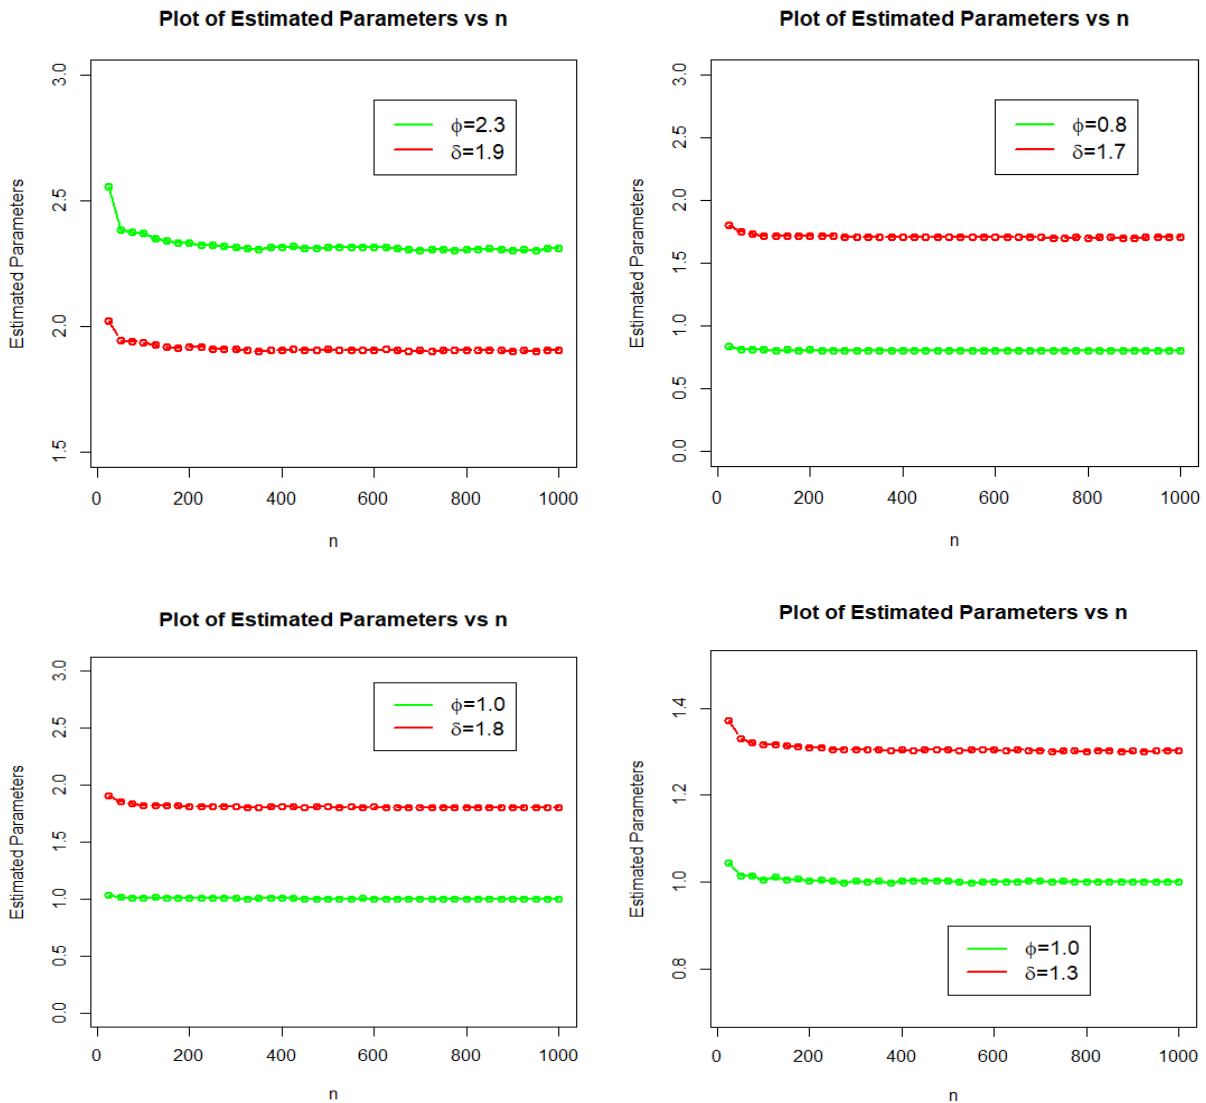 Plot of Estimated Parameters vs n
Estimated Parameters
3.0
2.5
2.0
1.5
ϕ=2.3
δ=1.9
0 200 400 600 800 1000
n
Plot of Estimated Parameters vs n
Estimated Parameters
3.0
2.5
2.0
1.5
1.0
0.5
0.0
ϕ=0.8
δ=1.7
0 200 400 600 800 1000
n
Plot of Estimated Parameters vs n
Estimated Parameters
3.0
2.5
2.0
1.5
1.0
0.5
0.0
ϕ=1.0
δ=1.8
0 200 400 600 800 1000
n
Plot of Estimated Parameters vs n
Estimated Parameters
1.4
1.2
1.0
0.8
ϕ=1.0
δ=1.3
0 200 400 600 800 1000
n